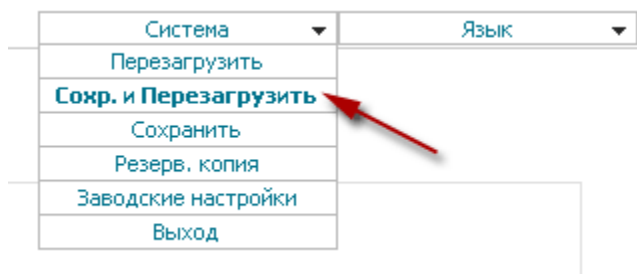 Система Язык
Перезагрузить
Сохр. и Перезагрузить
Сохранить
Резерв. копия
Заводские настройки
Выход